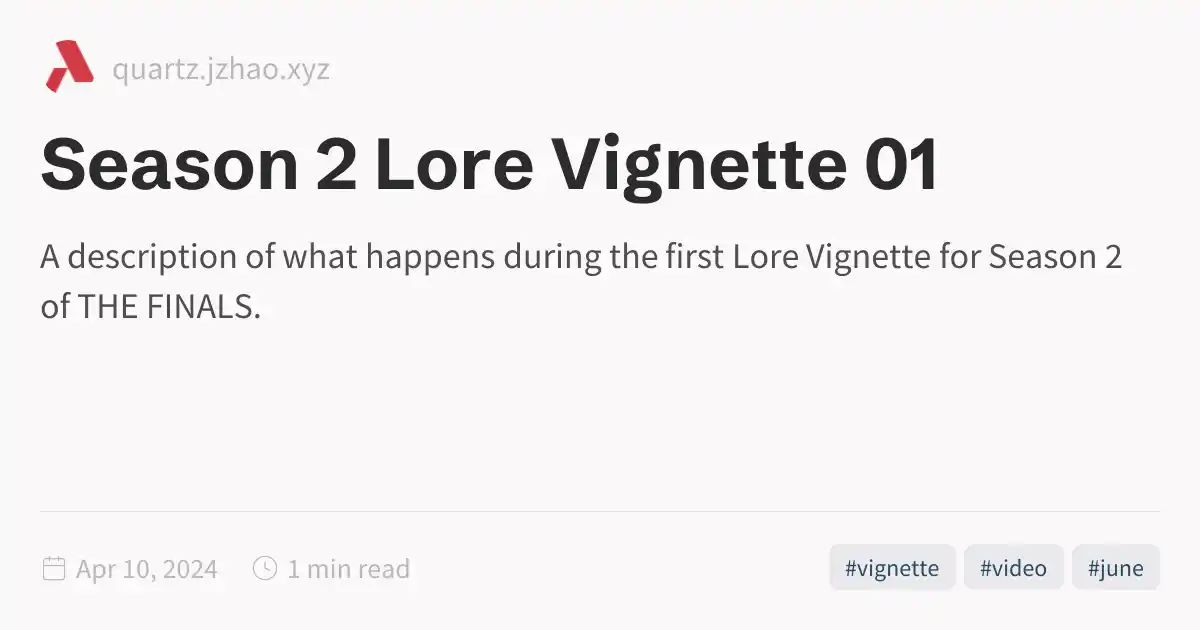 quartz.jzhao.xyz
Season 2 Lore Vignette 01
A description of what happens during the first Lore Vignette for Season 2
of THE FINALS.
Apr 10, 2024 1 min read #vignette #video #june